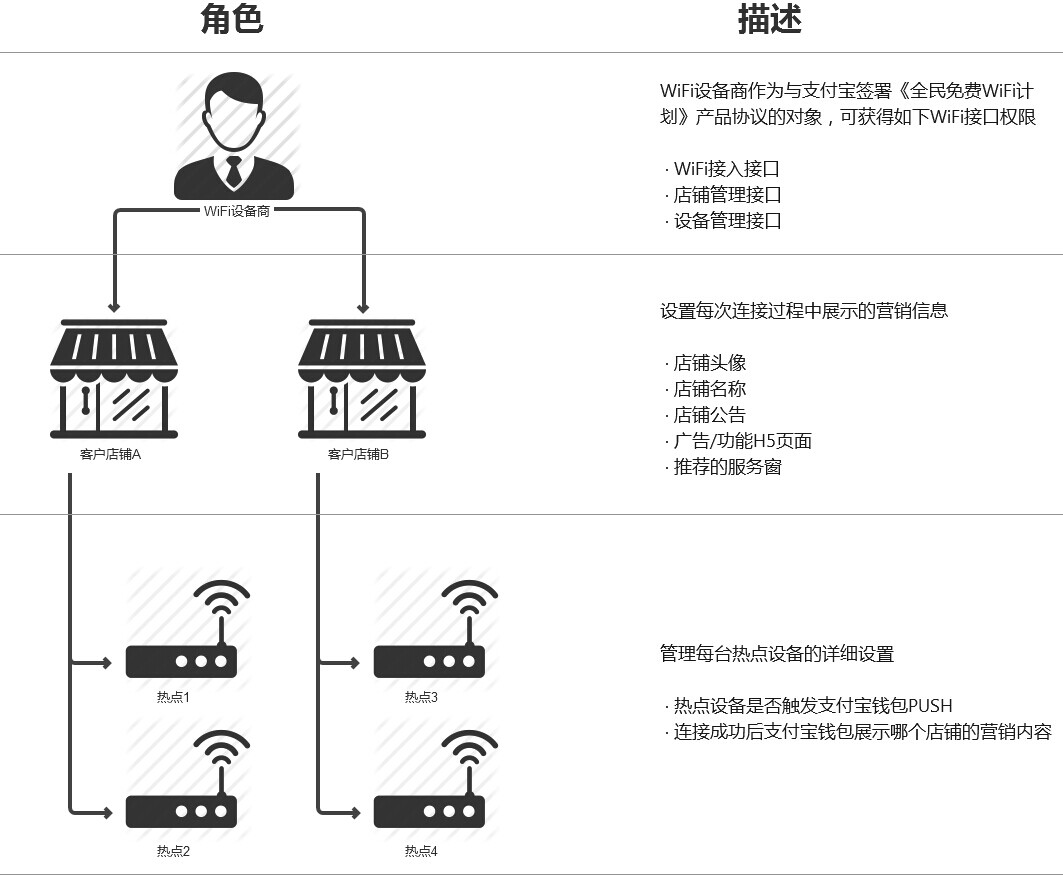 角色
描述
WiFi设备商作为与支付宝签署《全民免费WiFi计
划》产品协议的对象，可获得如下WiFi接口权限
· WiFi接入接口
· 店铺管理接口
· 设备管理接口
WiFi设备商
设置每次连接过程中展示的营销信息
· 店铺头像
· 店铺名称
· 店铺公告
· 广告/功能H5页面
· 推荐的服务窗
客户店铺A
客户店铺B
管理每台热点设备的详细设置
· 热点设备是否触发支付宝钱包PUSH
· 连接成功后支付宝钱包展示哪个店铺的营销内容
热点1
热点3
热点2
热点4